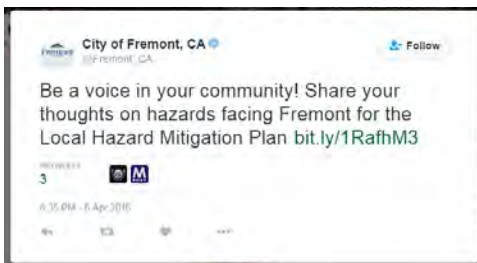 City of Fremont, CA
Follow
@Fremont_CA
Be a voice in your community! Share your
thoughts on hazards facing Fremont for the
Local Hazard Mitigation Plan bit.ly/1RafhM3
3